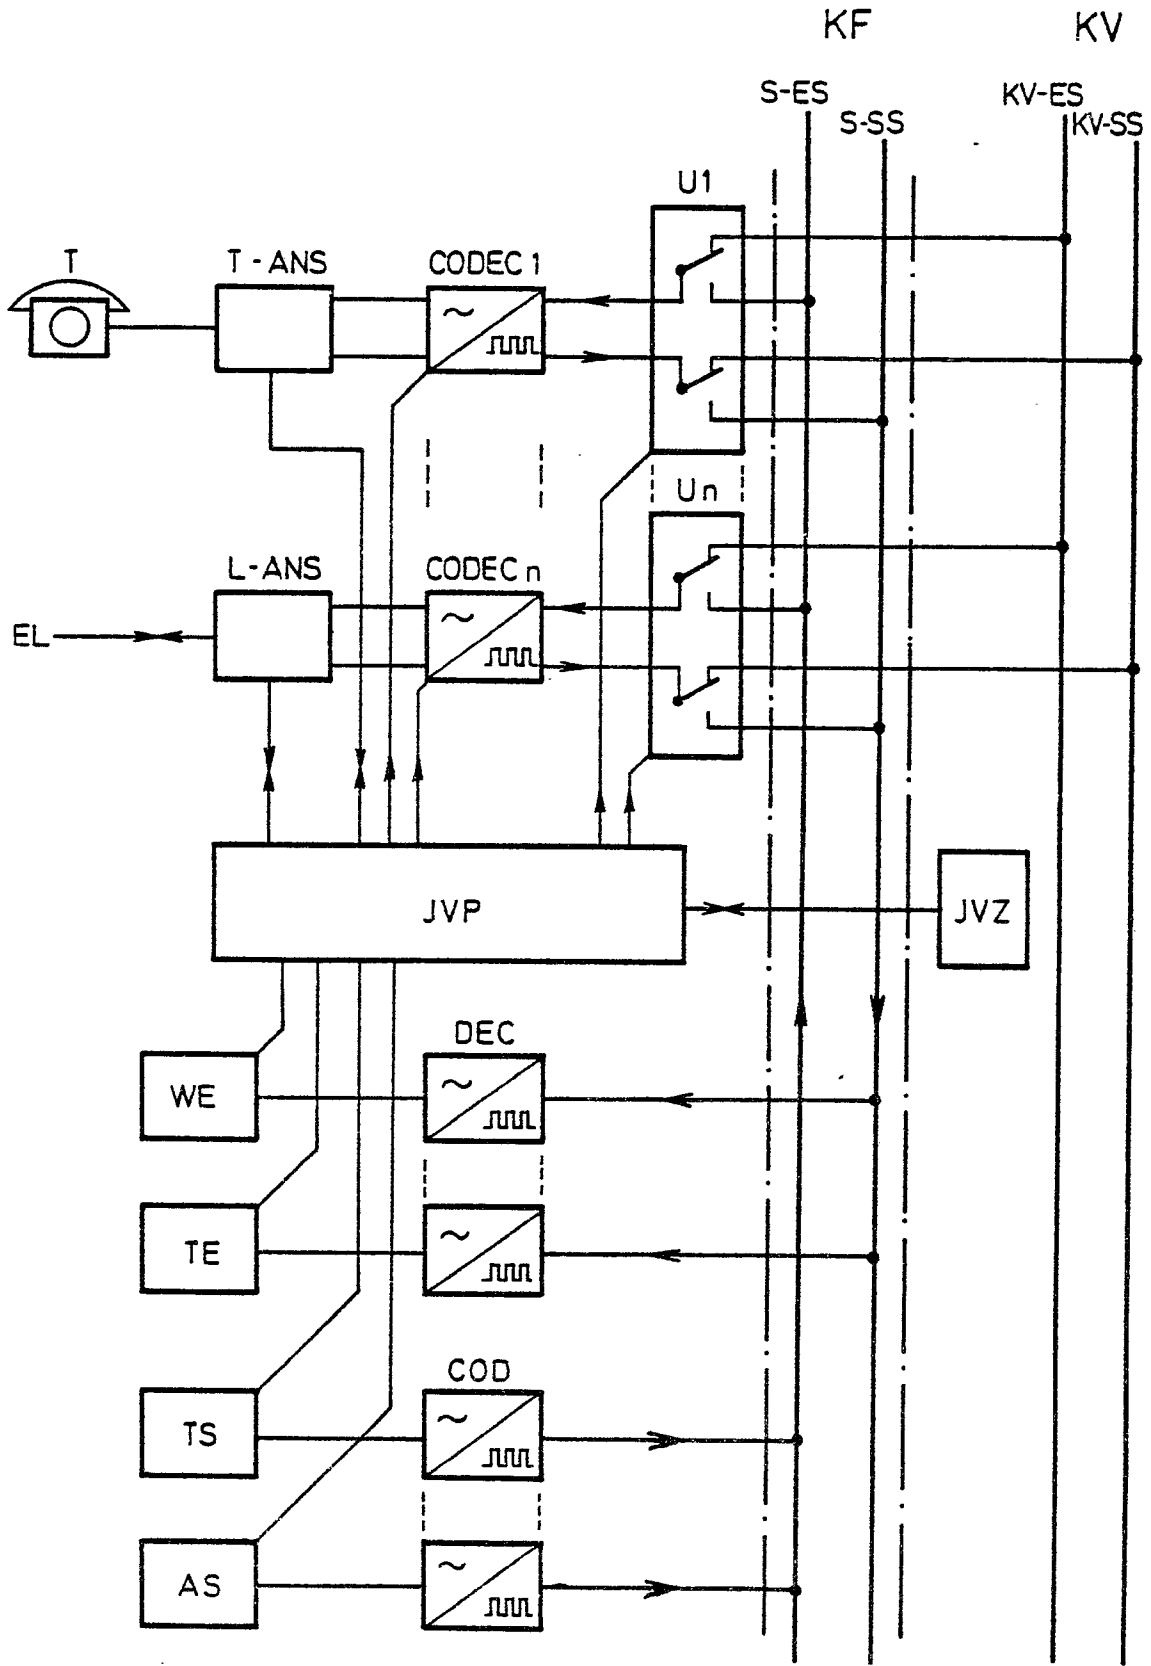 KF
KV
S-ES
S-SS
KV-ES
KV-SS
U1
T
T-ANS
CODEC 1
Un
L-ANS
CODEC n
EL
JVP
JVZ
DEC
WE
TE
COD
TS
AS